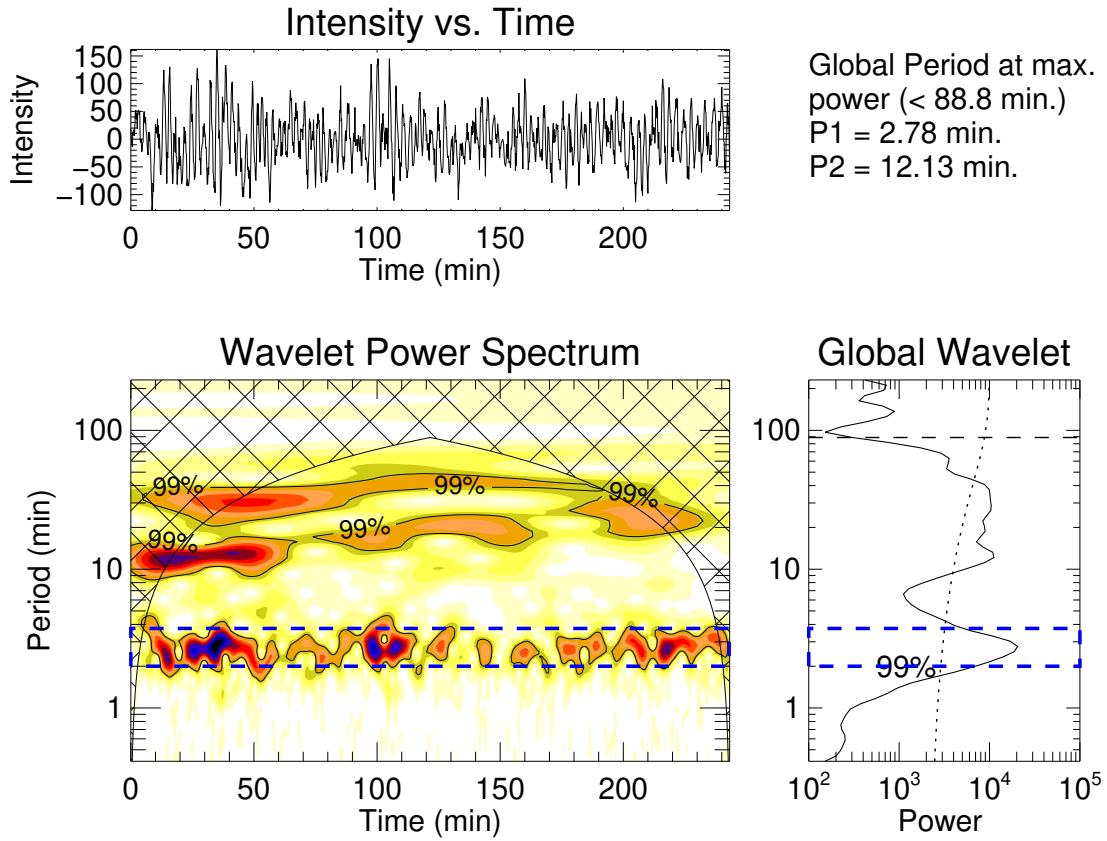 Intensity vs. Time
150
100
50
0
−50
−100
Intensity
0 50 100 150 200
Time (min)
Global Period at max.
power (< 88.8 min.)
P1 = 2.78 min.
P2 = 12.13 min.
Wavelet Power Spectrum
100
10
1
Period (min)
99%
99%
99%
99%
99%
0 50 100 150 200
Time (min)
Global Wavelet
100
10
1
99%
10² 10³ 10⁴ 10⁵
Power